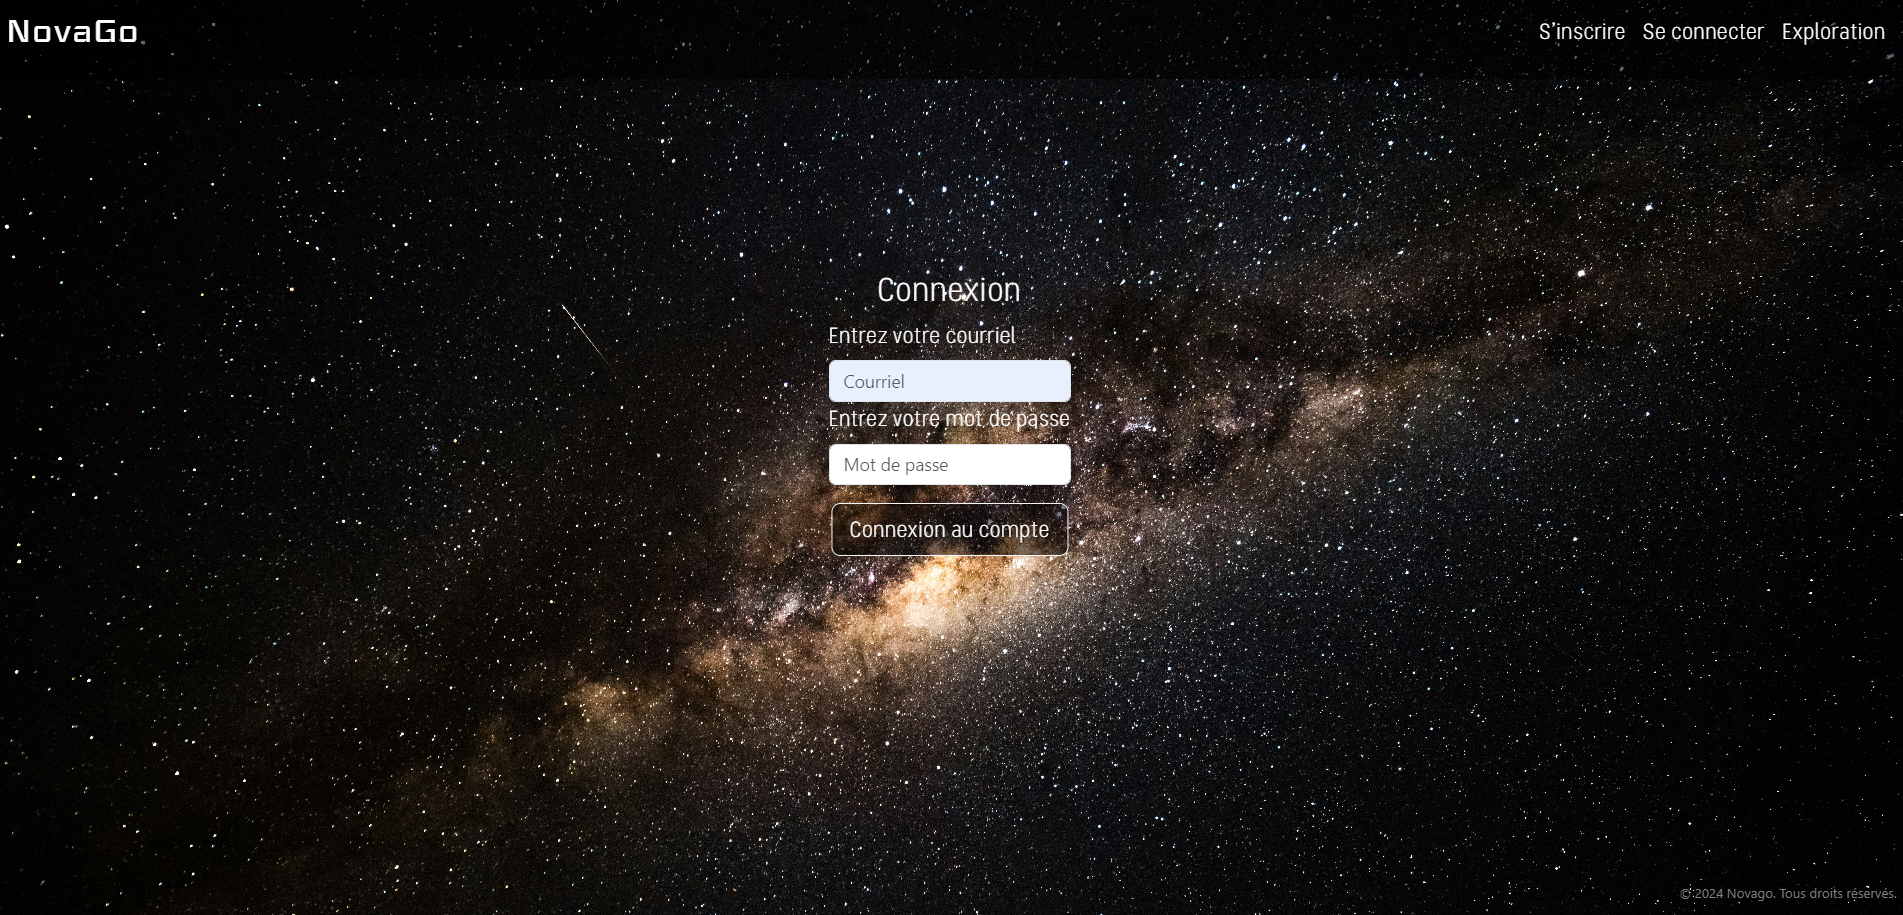 NovaGo
S'inscrire Se connecter Exploration
Connexion
Entrez votre courriel
Courriel
Entrez votre mot de passe
Mot de passe
Connexion au compte
© 2024 Novago. Tous droits réservés.